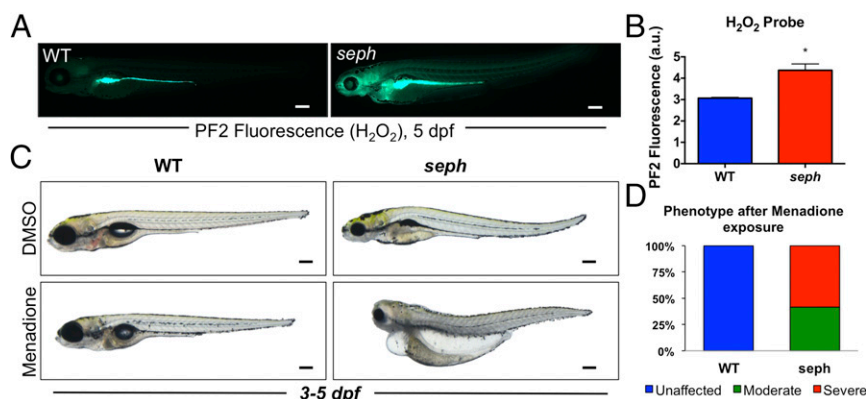 A
WT
seph
PF2 Fluorescence (H2O2), 5 dpf
B
H2O2 Probe
PF2 Fluorescence (a.u.)
5
4
3
2
1
0
*
WT
seph
C
WT
seph
DMSO
Menadione
3-5 dpf
D
Phenotype after Menadione
exposure
100%
75%
50%
25%
0%
WT
seph
Unaffected Moderate Severe